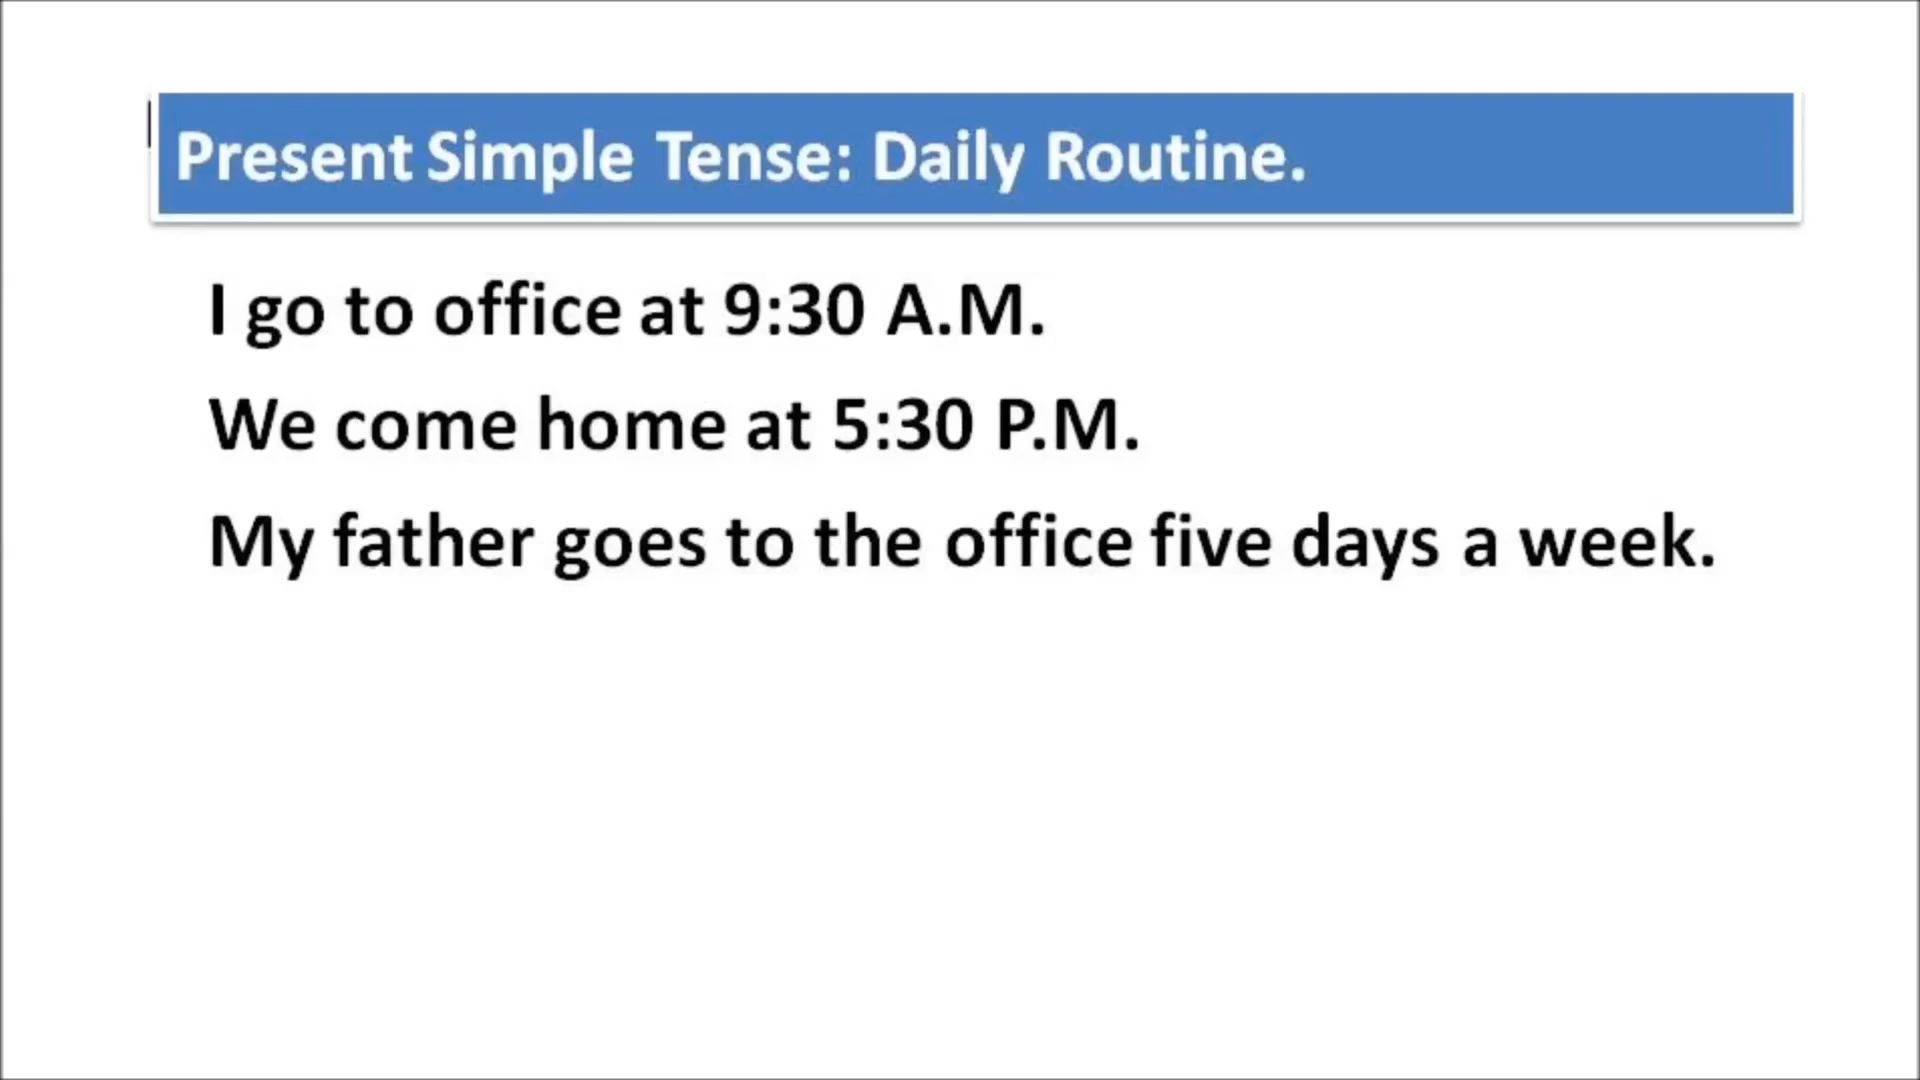 Present Simple Tense: Daily Routine.
I go to office at 9:30 A.M.
We come home at 5:30 P.M.
My father goes to the office five days a week.